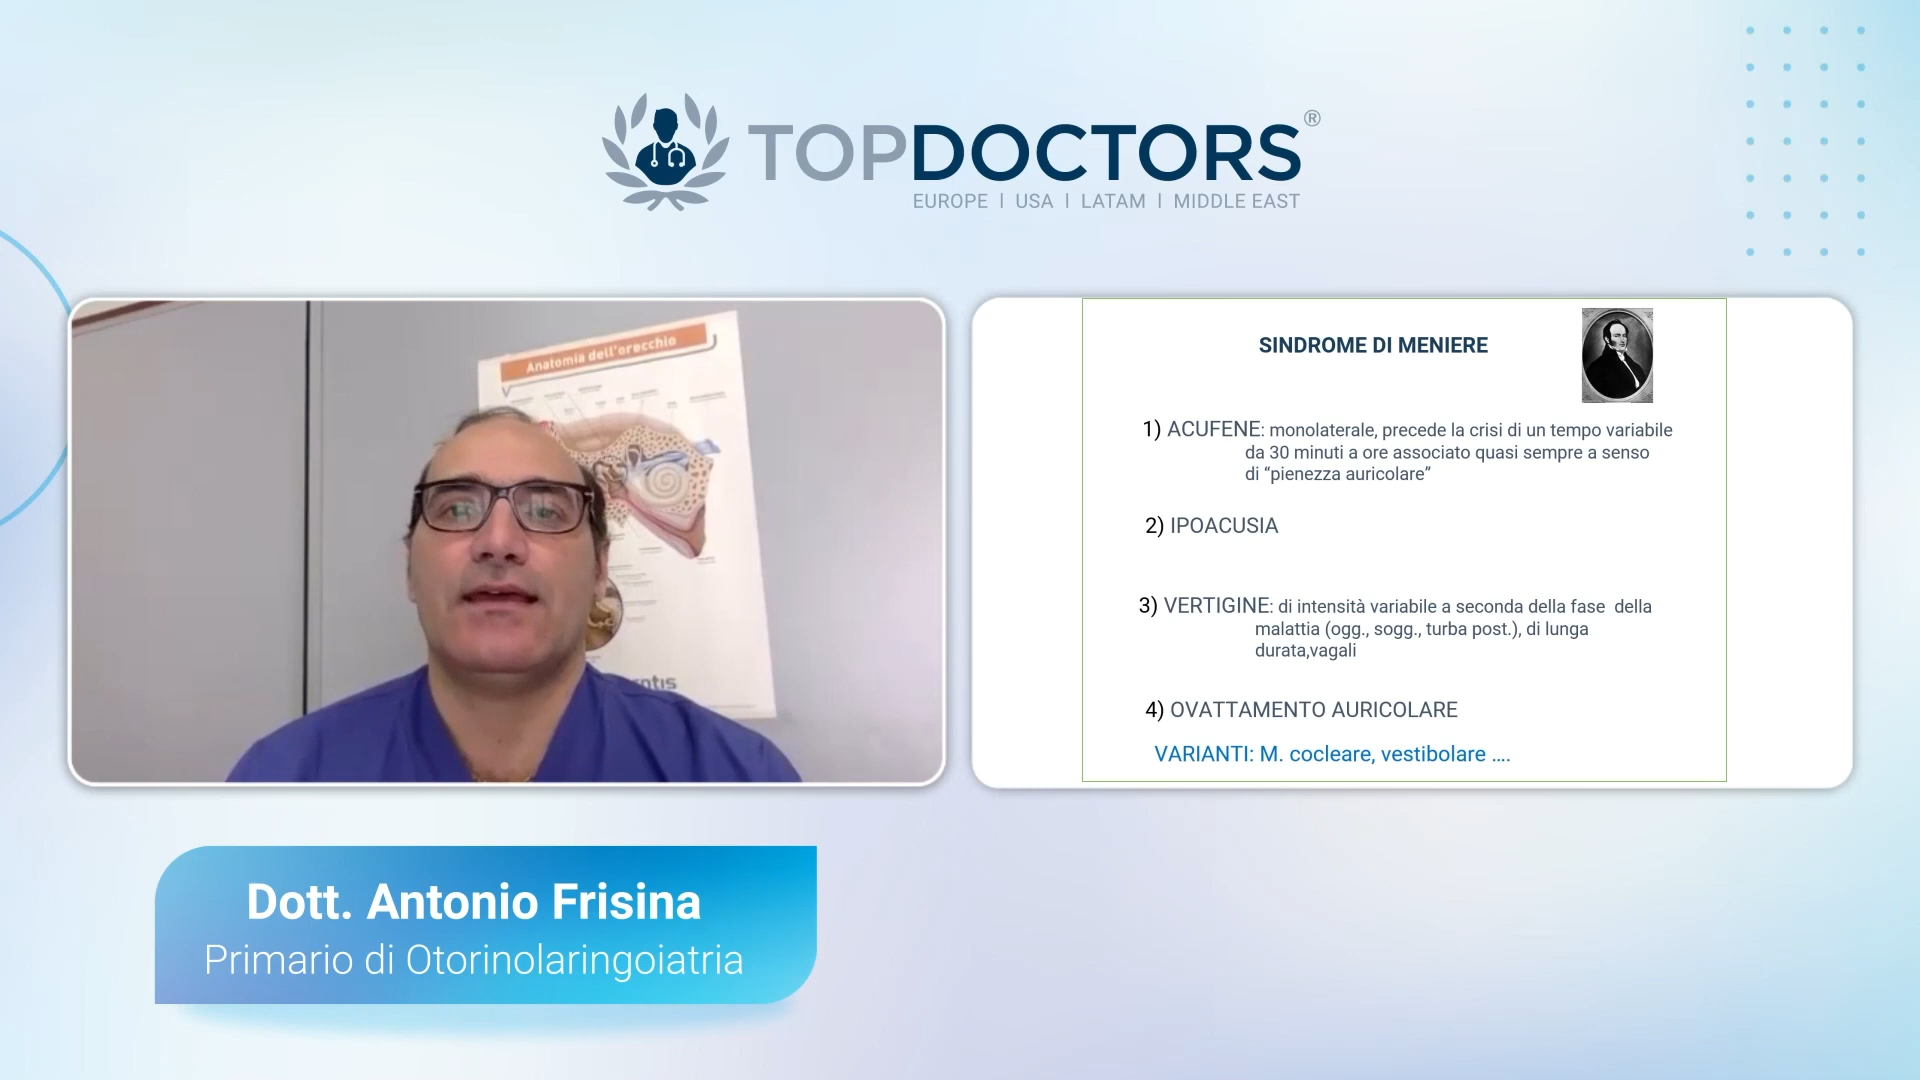 TOPDOCTORS®
EUROPE | USA | LATAM | MIDDLE EAST
Anatomia dell'orecchio
SINDROME DI MENIERE
1) ACUFENE: monolaterale, precede la crisi di un tempo variabile
da 30 minuti a ore associato quasi sempre a senso
di “pienezza auricolare”
2) IPOACUSIA
3) VERTIGINE: di intensità variabile a seconda della fase della
malattia (ogg., sogg., turba post.), di lunga
durata,vagali
4) OVATTAMENTO AURICOLARE
VARIANTI: M. cocleare, vestibolare ....
Dott. Antonio Frisina
Primario di Otorinolaringoiatria